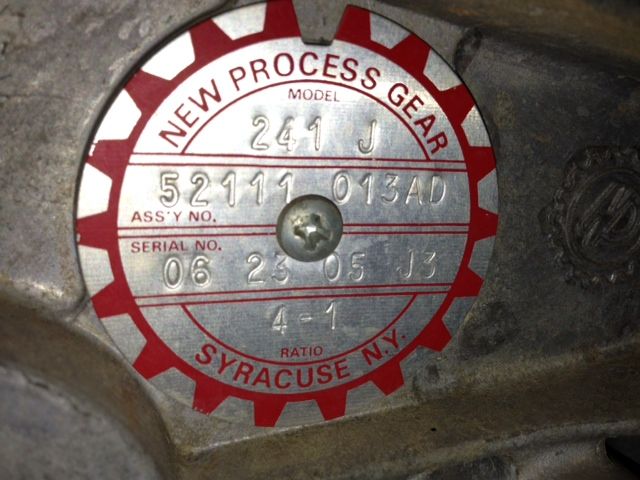 NEW PROCESS GEAR
MODEL
241 J
52111 013AD
ASS'Y NO.
SERIAL NO.
06 23 05 J3
4-1
RATIO
SYRACUSE N.Y.